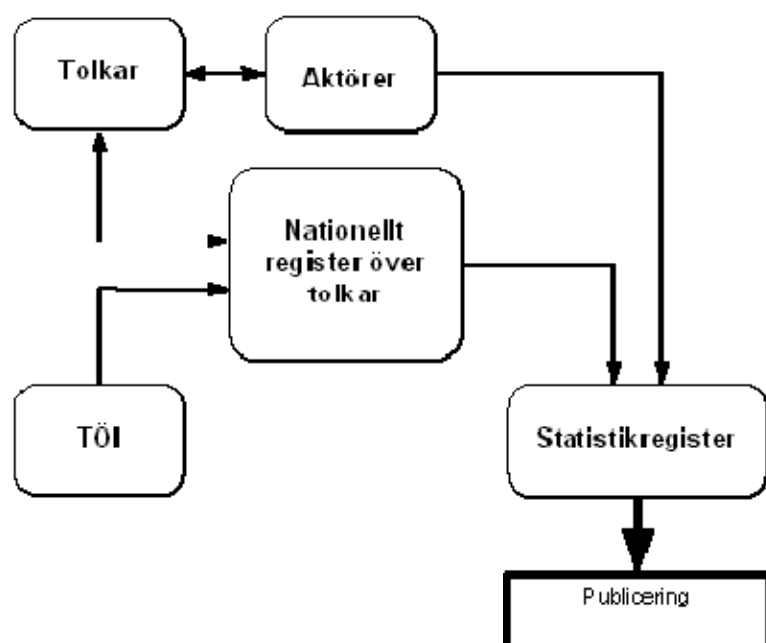 Tolkar
Aktörer
Nationellt
register över
tolkar
TÖI
Statistikregister
Publicering